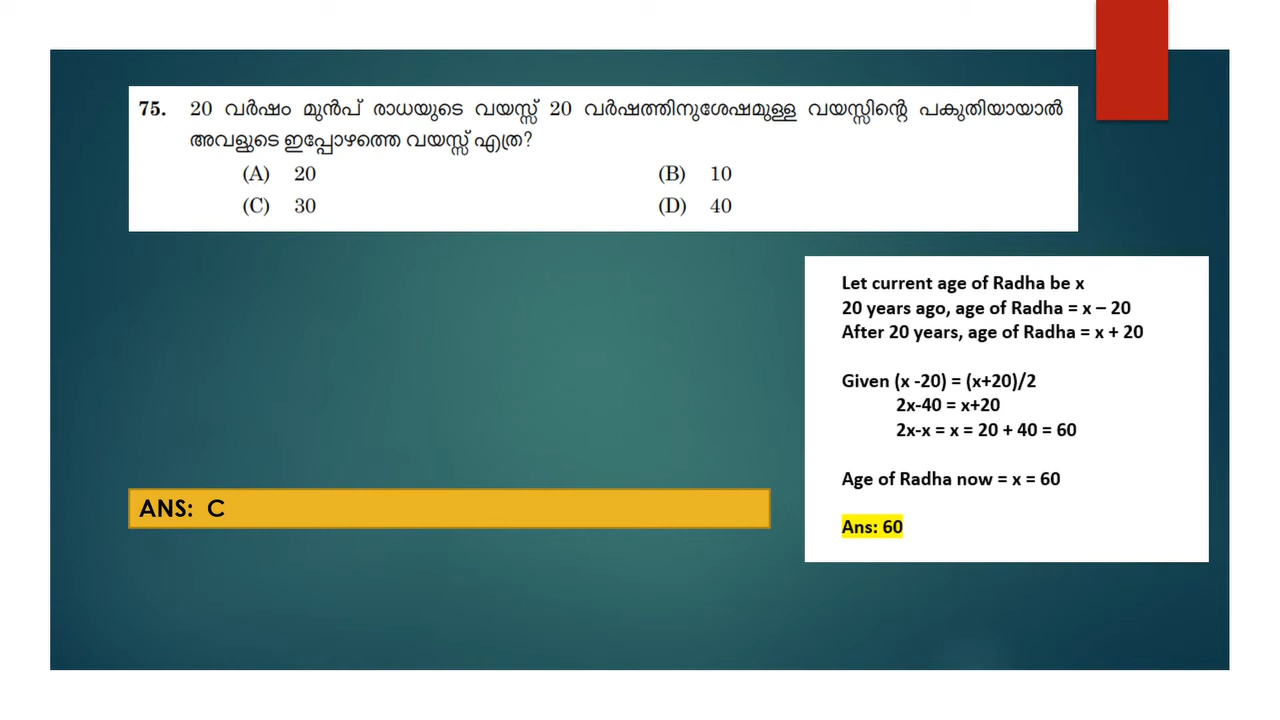 75. 20 വർഷം മുൻപ് രാധയുടെ വയസ്സ് 20 വർഷത്തിനുശേഷമുള്ള വയസ്സിന്റെ പകുതിയായാൽ
അവളുടെ ഇപ്പോഴത്തെ വയസ്സ് എത്ര?
(A) 20 (B) 10
(C) 30 (D) 40
Let current age of Radha be x
20 years ago, age of Radha = x – 20
After 20 years, age of Radha = x + 20
Given (x -20) = (x+20)/2
2x-40 = x+20
2x-x = x = 20 + 40 = 60
Age of Radha now = x = 60
Ans: 60
ANS: C